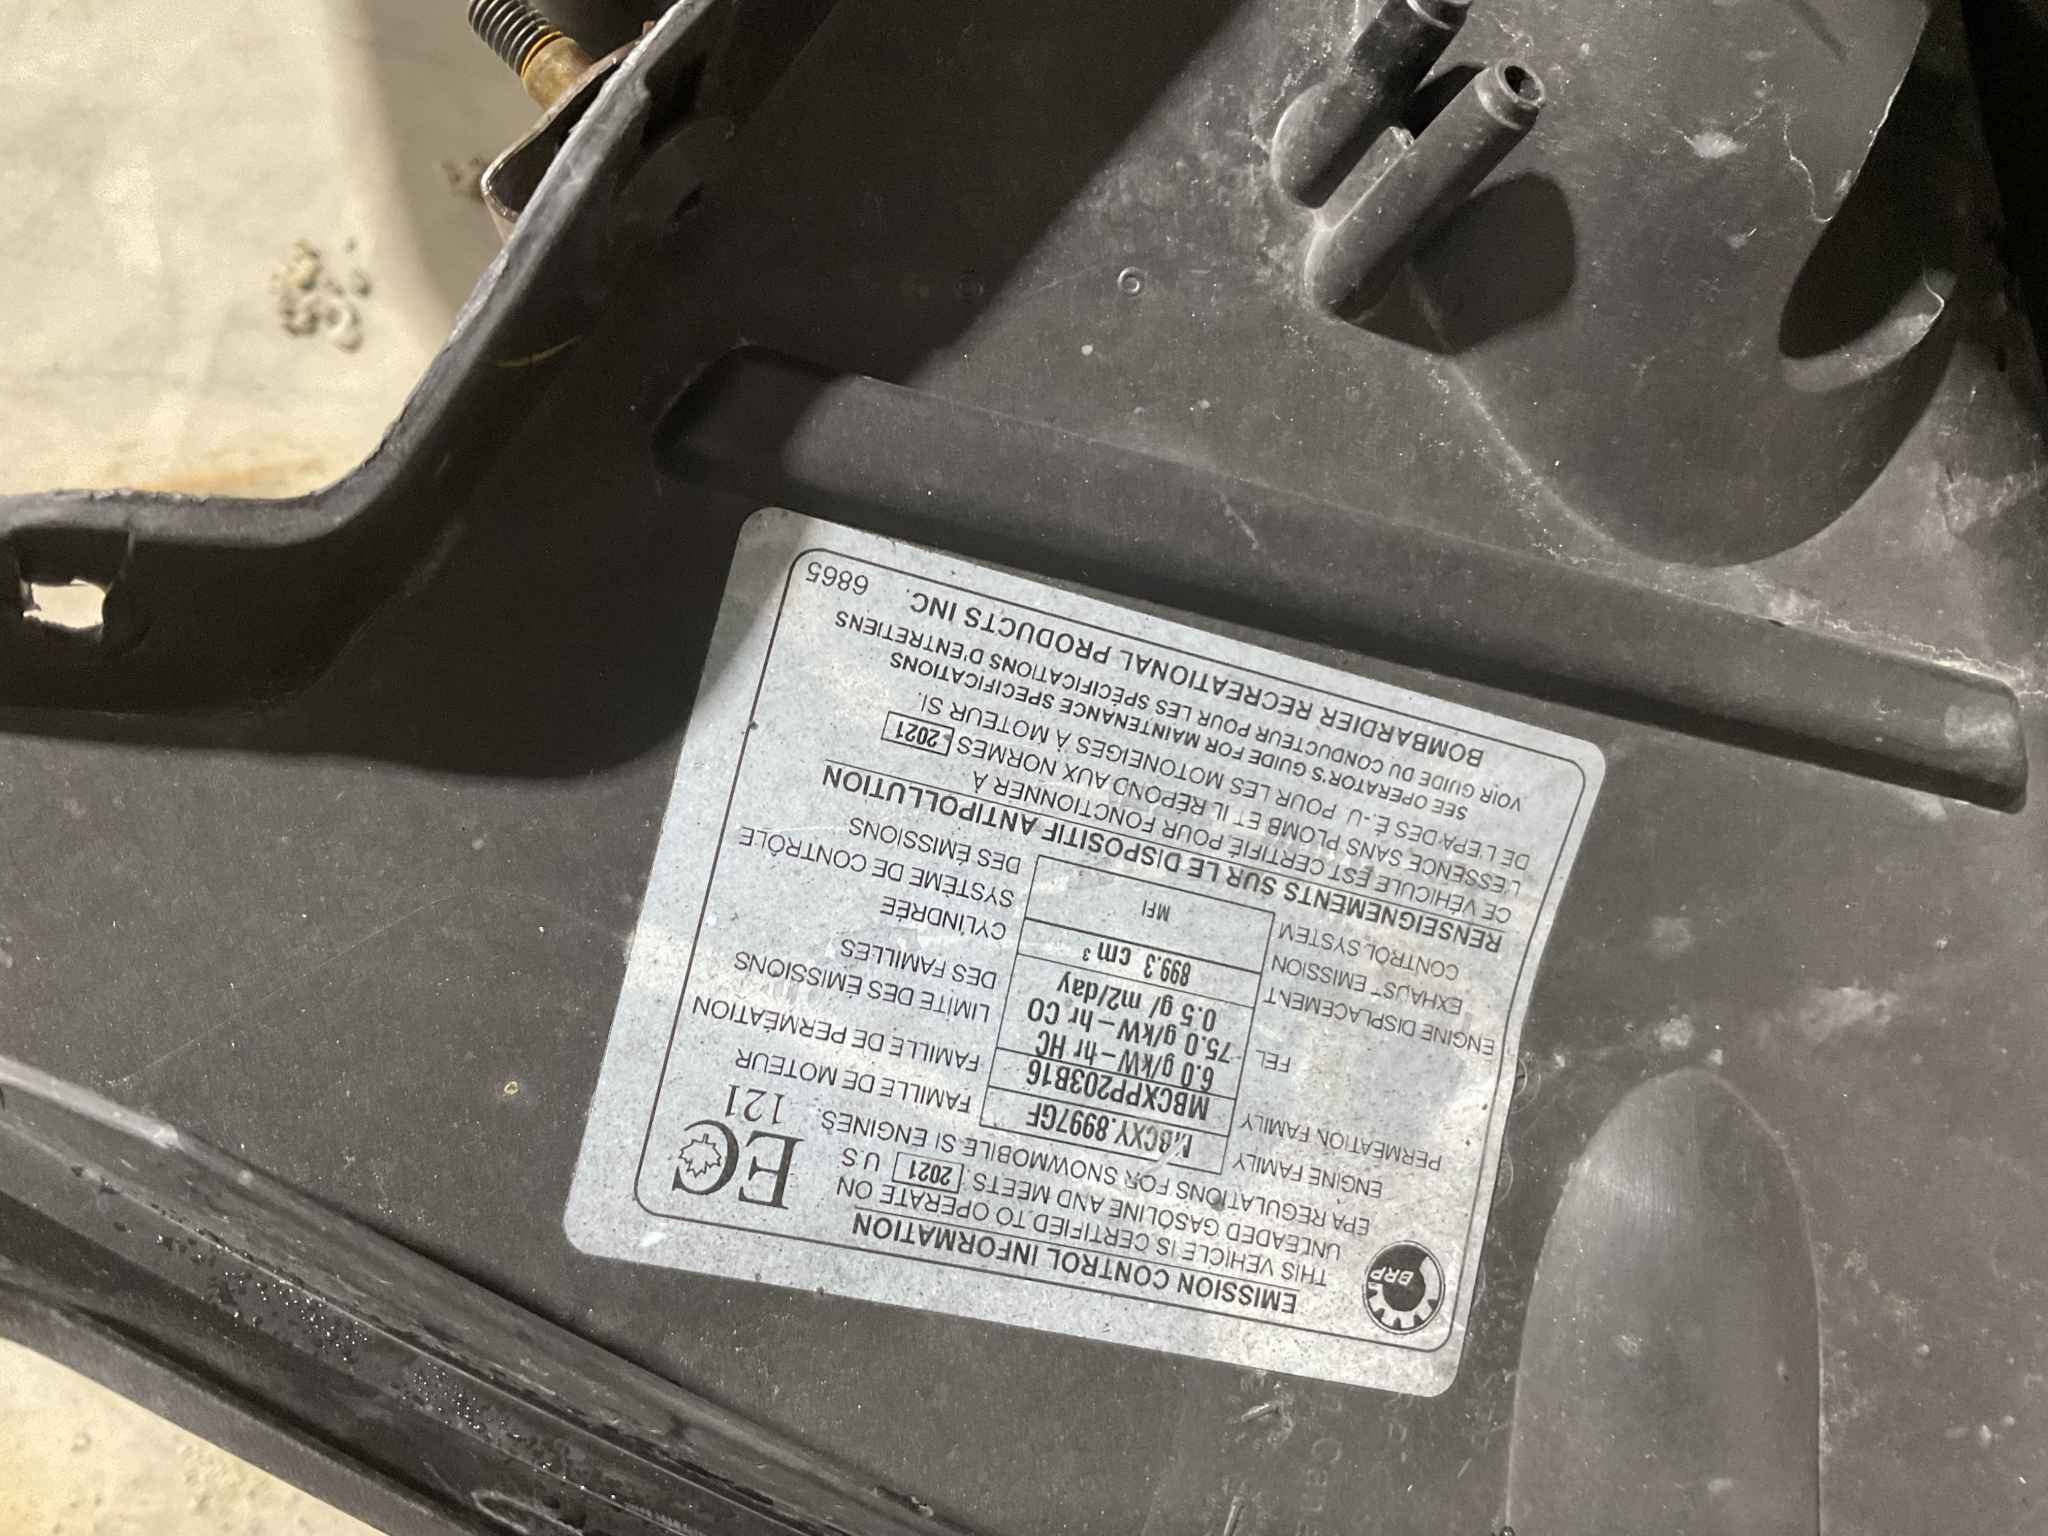 BRP
EMISSION CONTROL INFORMATION
THIS VEHICLE IS CERTIFIED TO OPERATE ON
UNLEADED GASOLINE AND MEETS 2021 U S
EPA REGULATIONS FOR SNOWMOBILE SI ENGINES
EC
121
ENGINE FAMILY MBCXY.8997GF FAMILLE DE MOTEUR
PERMEATION FAMILY MBCXPP203B16 FAMILLE DE PERMÉATION
6.0 g/kW-hr HC
FEL 75.0 g/kW-hr CO LIMITE DES ÉMISSIONS
0.5 g/ m2/day DES FAMILLES
ENGINE DISPLACEMENT 899.3 cm³ CYLINDRÉE
EXHAUST EMISSION MFI SYSTÈME DE CONTRÔLE
CONTROL SYSTEM DES ÉMISSIONS
RENSEIGNEMENTS SUR LE DISPOSITIF ANTIPOLLUTION
CE VÉHICULE EST CERTIFIÉ POUR FONCTIONNER À
L'ESSENCE SANS PLOMB ET IL RÉPOND AUX NORMES 2021
DE L'EPA DES É.-U. POUR LES MOTONEIGES À MOTEUR SI.
SEE OPERATOR'S GUIDE FOR MAINTENANCE SPECIFICATIONS
VOIR GUIDE DU CONDUCTEUR POUR LES SPÉCIFICATIONS D'ENTRETIENS
BOMBARDIER RECREATIONAL PRODUCTS INC. 6865